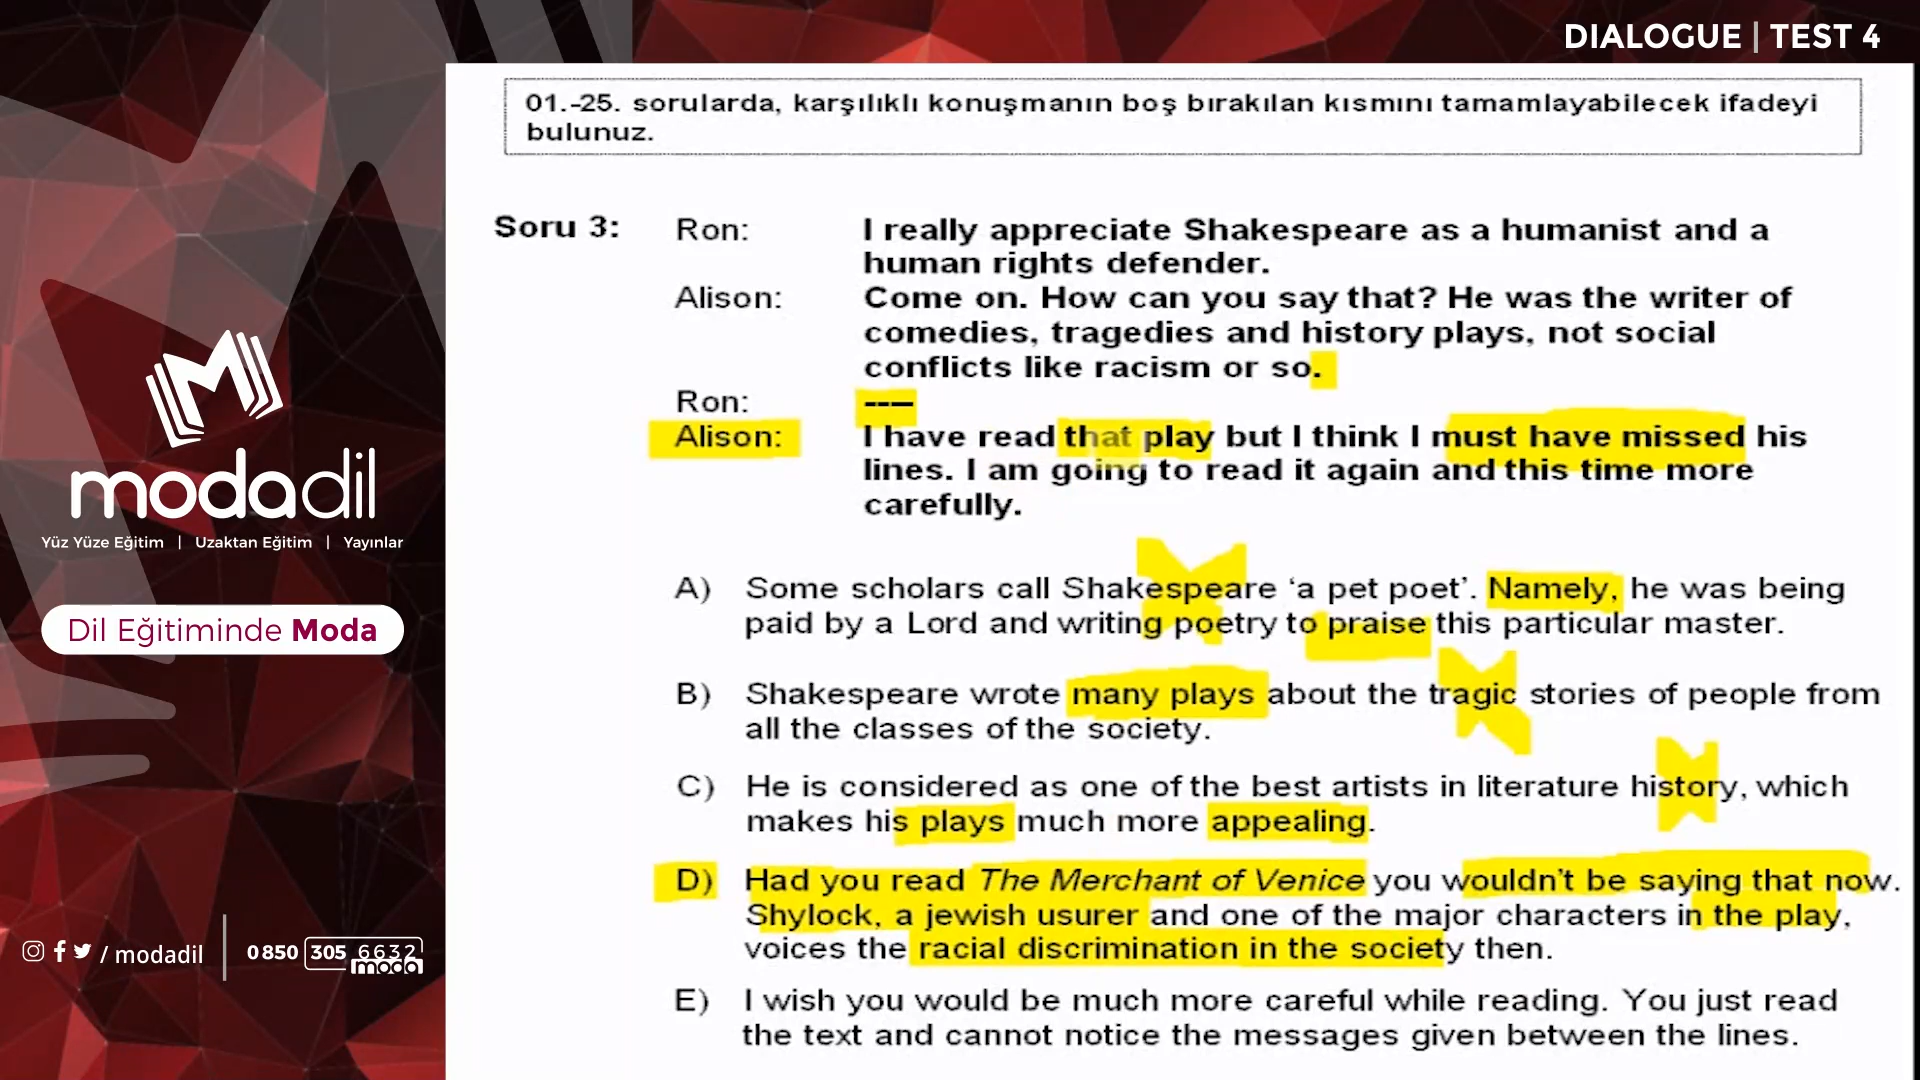 DIALOGUE | TEST 4
01.-25. sorularda, karşılıklı konuşmanın boş bırakılan kısmını tamamlayabilecek ifadeyi
bulunuz.
Soru 3: Ron: I really appreciate Shakespeare as a humanist and a
human rights defender.
Alison: Come on. How can you say that? He was the writer of
comedies, tragedies and history plays, not social
conflicts like racism or so.
Ron: ----
Alison: I have read that play but I think I must have missed his
lines. I am going to read it again and this time more
carefully.
A) Some scholars call Shakespeare ‘a pet poet’. Namely, he was being
paid by a Lord and writing poetry to praise this particular master.
B) Shakespeare wrote many plays about the tragic stories of people from
all the classes of the society.
C) He is considered as one of the best artists in literature history, which
makes his plays much more appealing.
D) Had you read The Merchant of Venice you wouldn’t be saying that now.
Shylock, a jewish usurer and one of the major characters in the play,
voices the racial discrimination in the society then.
E) I wish you would be much more careful while reading. You just read
the text and cannot notice the messages given between the lines.
modadil
Yüz Yüze Eğitim | Uzaktan Eğitim | Yayınlar
Dil Eğitiminde Moda
/ modadil
0850 305 6632
moda